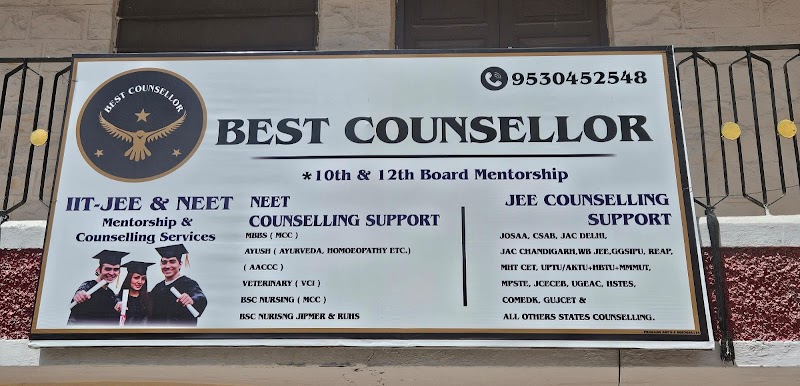 BEST COUNSELLOR
9530452548
BEST COUNSELLOR
*10th & 12th Board Mentorship
IIT-JEE & NEET
Mentorship &
Counselling Services
NEET
COUNSELLING SUPPORT
MBBS ( MCC )
AYUSH ( AYURVEDA, HOMOEOPATHY ETC.)
( AACCC )
VETERINARY ( VCI )
BSC NURSING ( MCC )
BSC NURISNG JIPMER & RUHS
JEE COUNSELLING
SUPPORT
JOSAA, CSAB, JAC DELHI,
JAC CHANDIGARH,WB JEE,GGSIPU, REAP,
MHT CET, UPTU/AKTU+HBTU+MMMUT,
MPSTE, JCECEB, UGEAC, HSTES,
COMEDK, GUJCET &
ALL OTHERS STATES COUNSELLING.